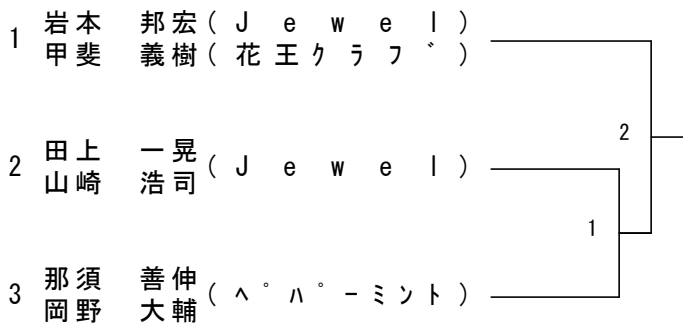 1 岩本 邦宏 ( J e w e l )
甲斐 義樹 ( 花王ｸﾗﾌﾞ )
2
2 田上 一晃 ( J e w e l )
山崎 浩司
1
3 那須 善伸 ( ﾍﾟﾊﾟｰﾐﾝﾄ )
岡野 大輔